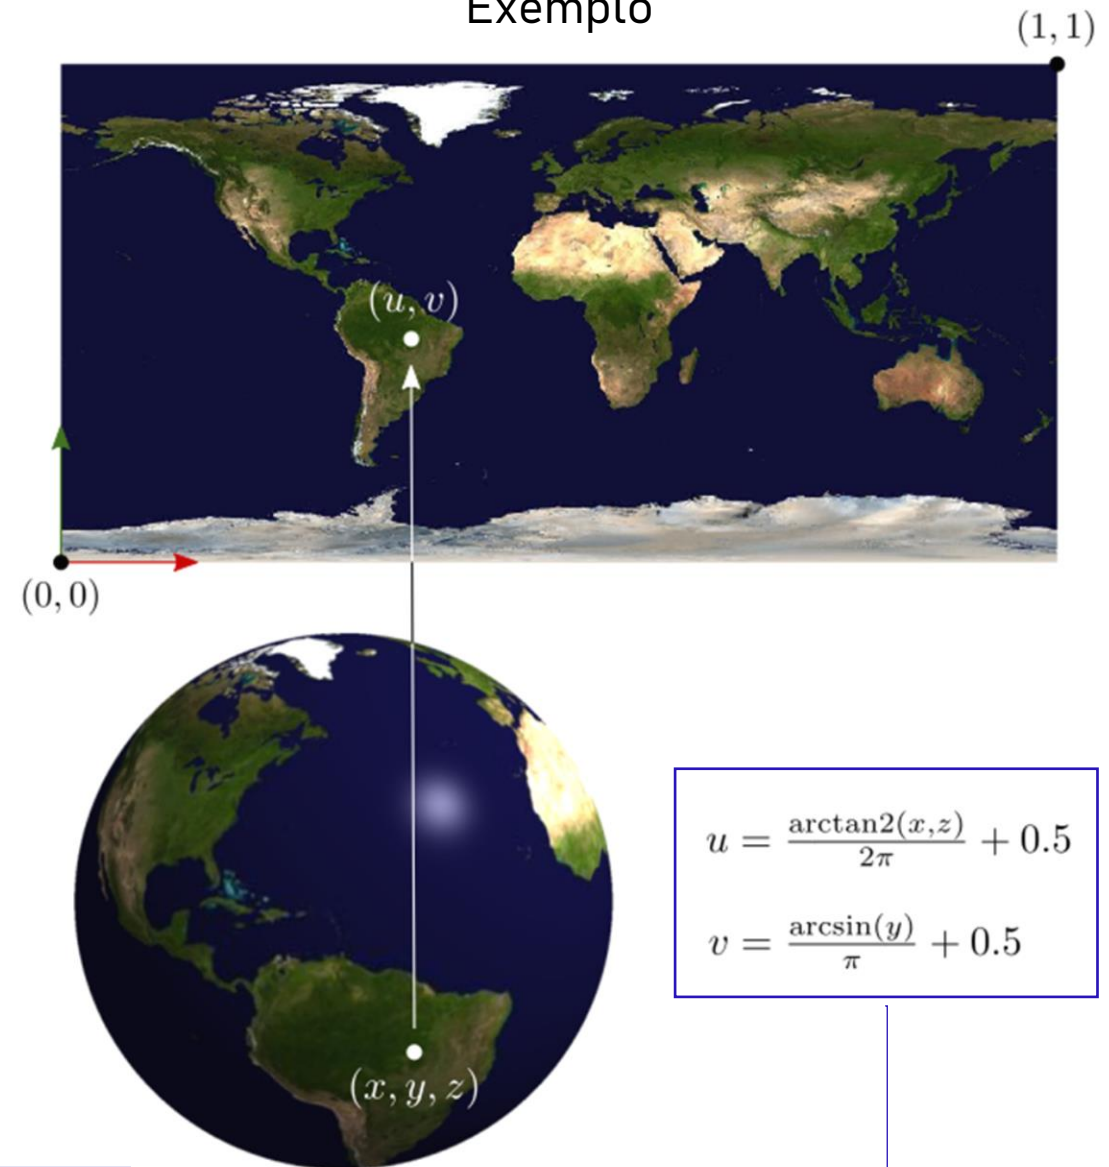 Exemplo
(1, 1)
(u, v)
(0, 0)
(x, y, z)
u = arctan2(x,z) / 2π + 0.5
v = arcsin(y) / π + 0.5